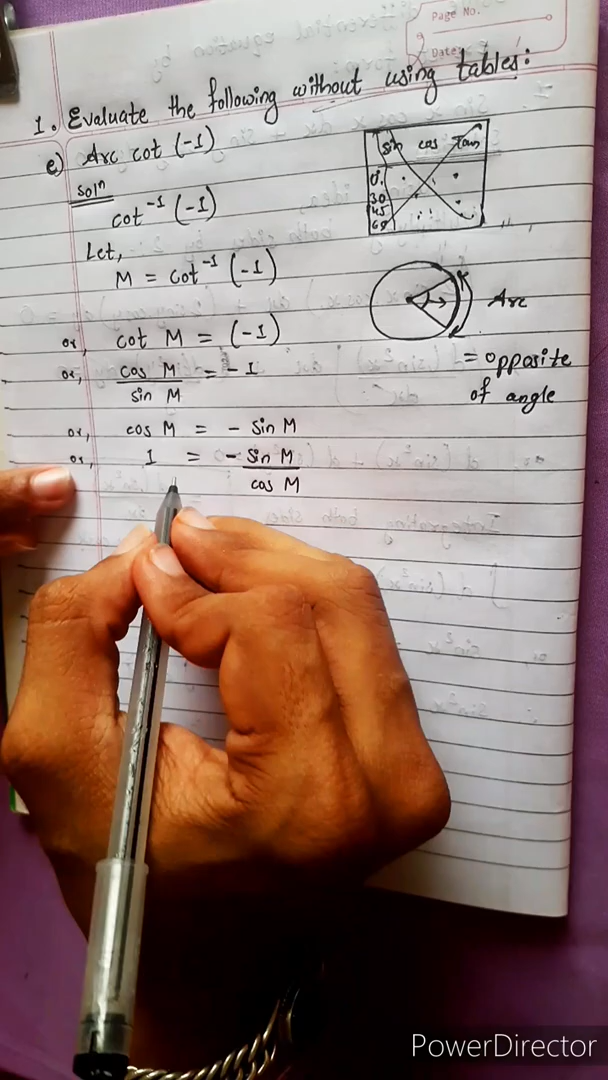 Page No.
Date
1. Evaluate the following without using tables:
e) Arc cot (-1)
solⁿ
cot⁻¹ (-1)
Let,
M = cot⁻¹ (-1)
or, cot M = (-1)
or, cos M / sin M = -1
or, cos M = - sin M
or, 1 = - sin M / cos M
sin cos Tan
0
30
45
60
Arc
= opposite
of angle
PowerDirector